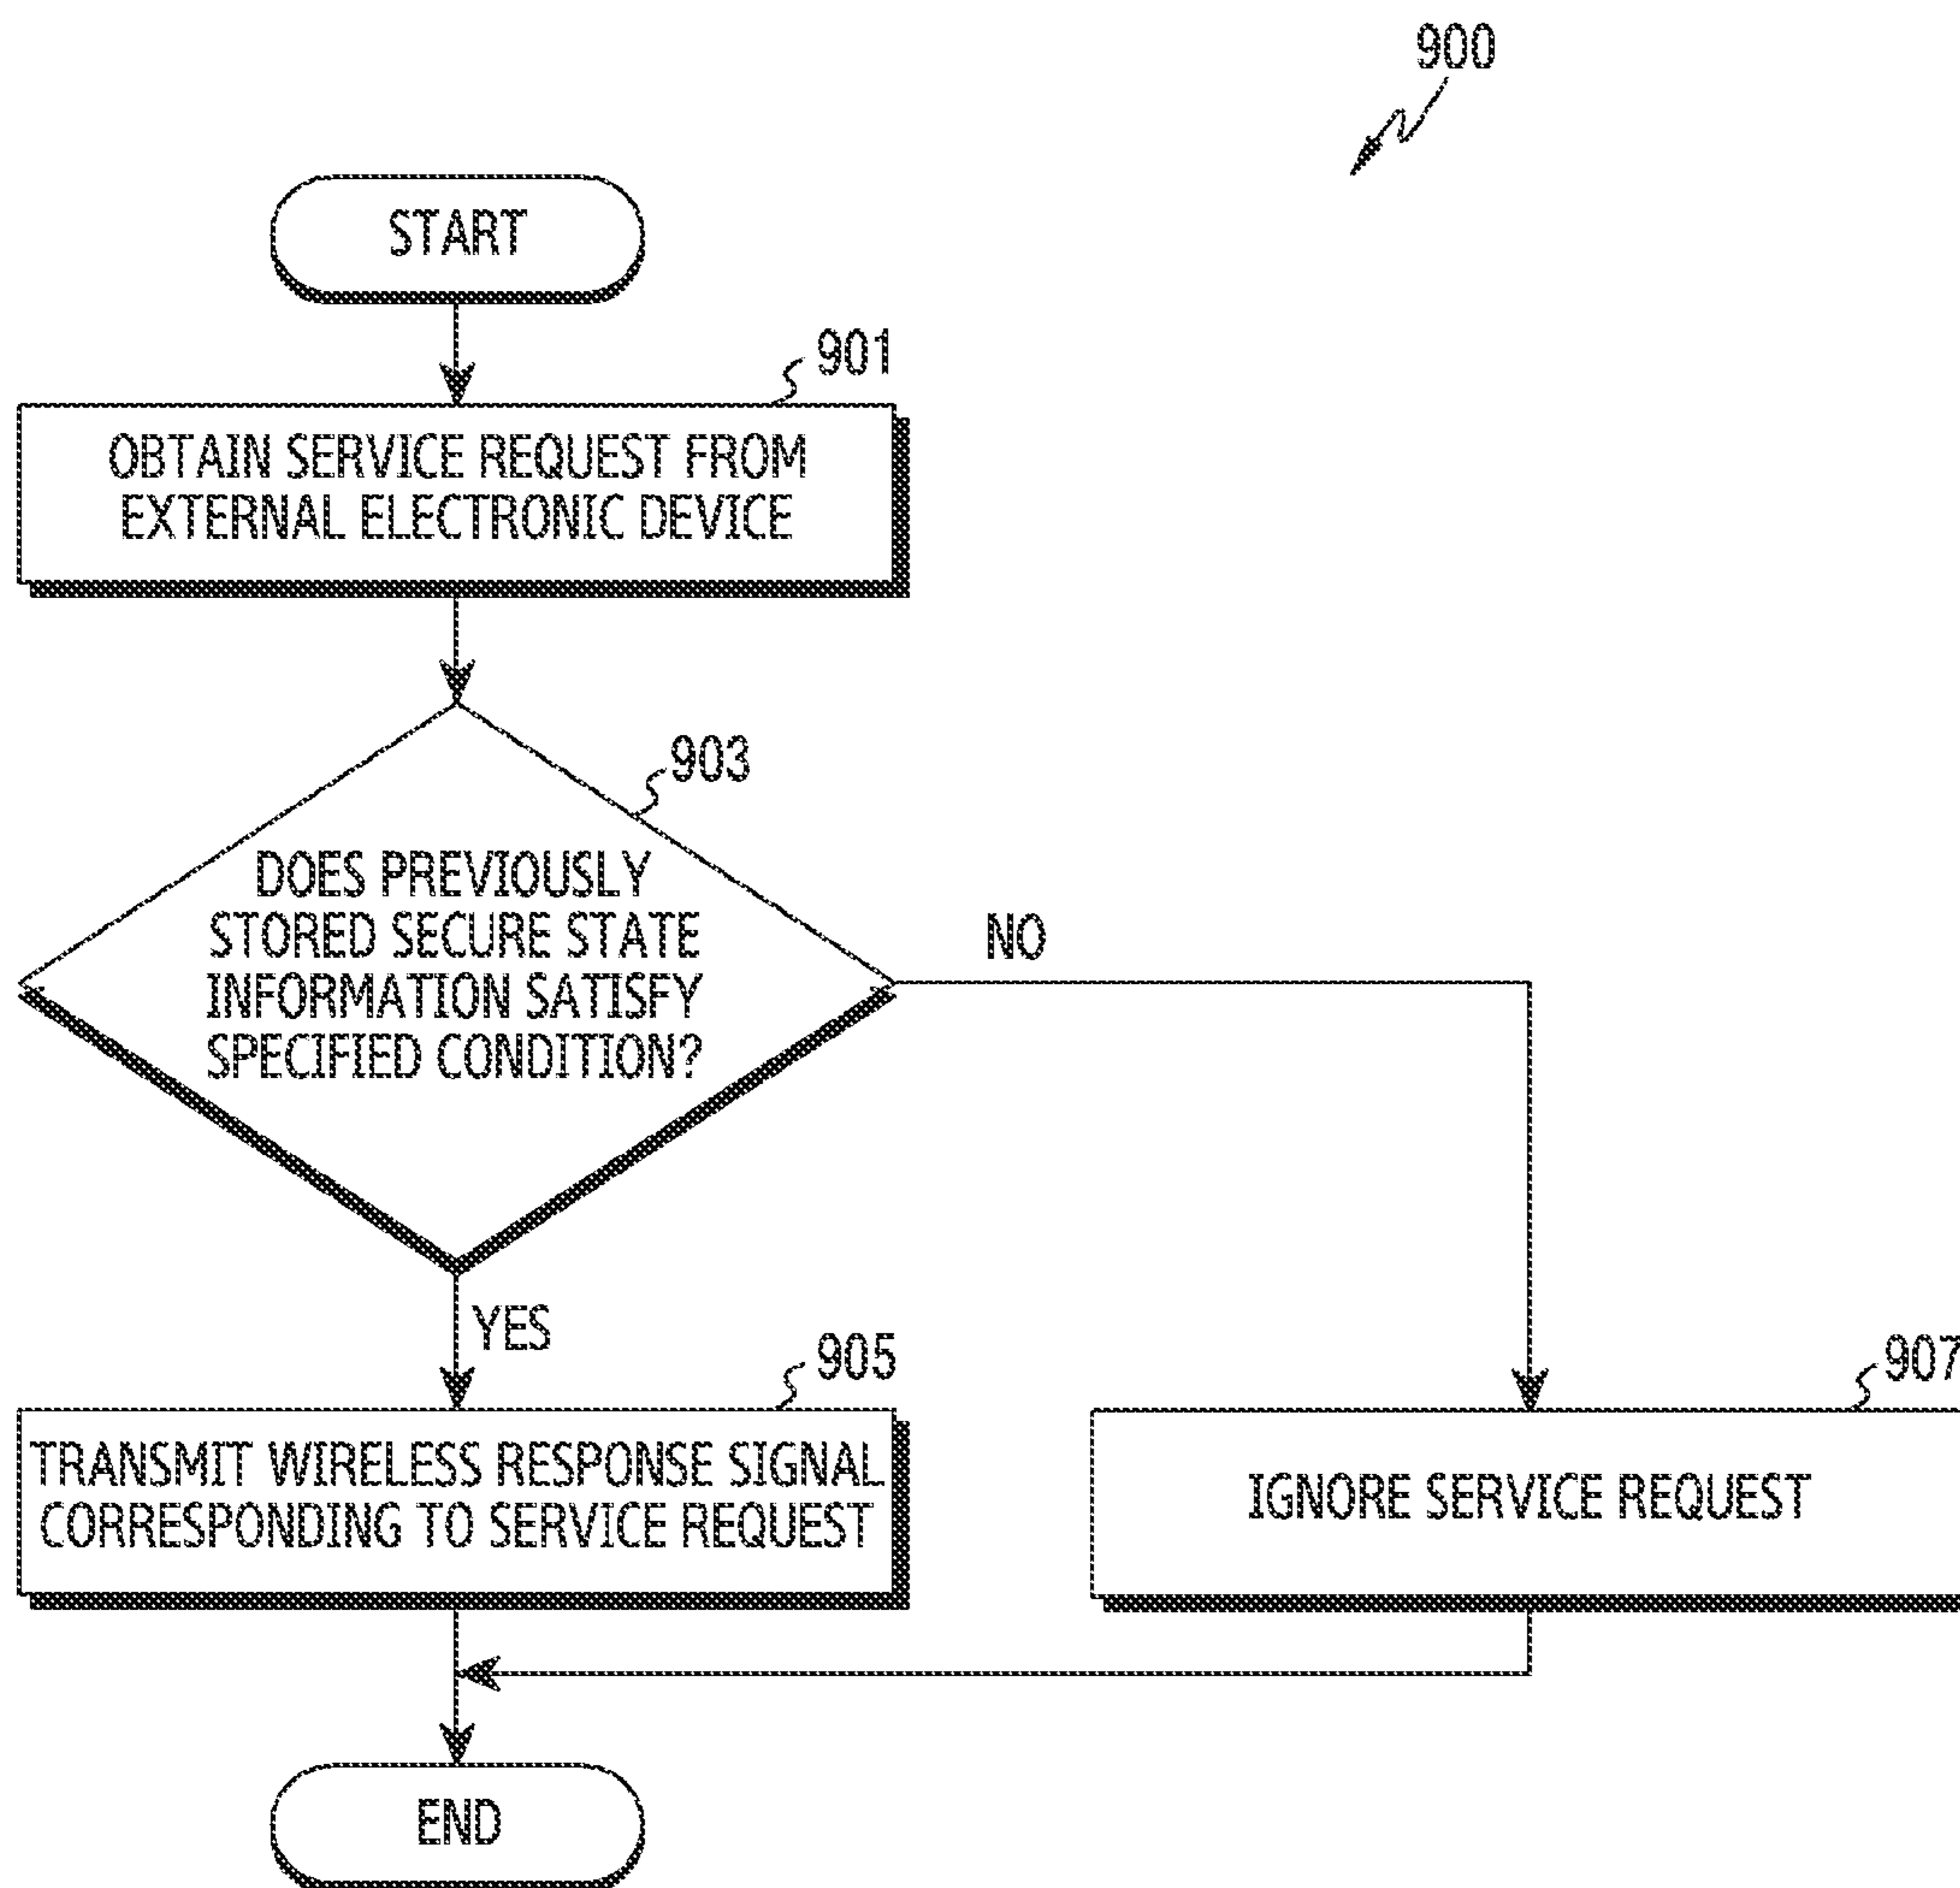 900
START
901
OBTAIN SERVICE REQUEST FROM
EXTERNAL ELECTRONIC DEVICE
903
DOES PREVIOUSLY
STORED SECURE STATE
INFORMATION SATISFY
SPECIFIED CONDITION?
NO
YES
905
TRANSMIT WIRELESS RESPONSE SIGNAL
CORRESPONDING TO SERVICE REQUEST
907
IGNORE SERVICE REQUEST
END